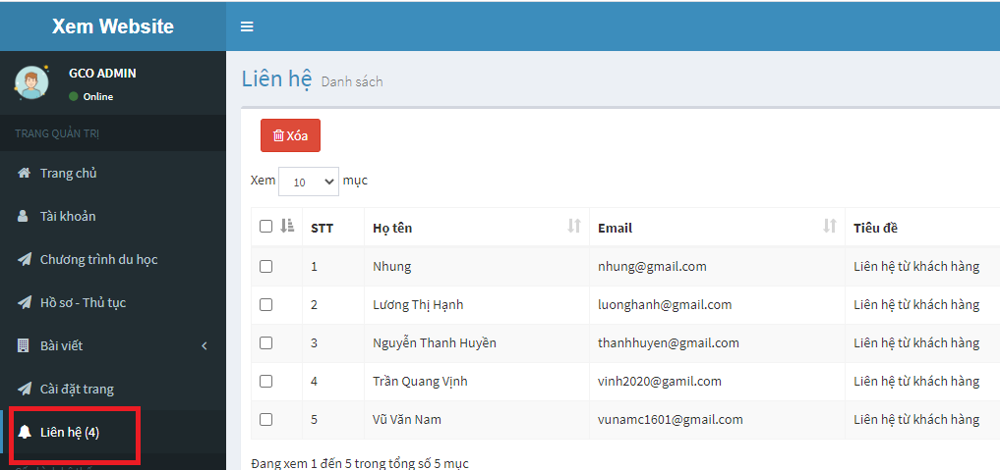 Xem Website
GCO ADMIN
Online
TRANG QUẢN TRỊ
Trang chủ
Tài khoản
Chương trình du học
Hồ sơ - Thủ tục
Bài viết
Cài đặt trang
Liên hệ (4)
Liên hệ Danh sách
Xóa
Xem 10 mục
STT Họ tên Email Tiêu đề
1 Nhung nhung@gmail.com Liên hệ từ khách hàng
2 Lương Thị Hạnh luonghanh@gmail.com Liên hệ từ khách hàng
3 Nguyễn Thanh Huyền thanhhuyen@gmail.com Liên hệ từ khách hàng
4 Trần Quang Vịnh vinh2020@gamil.com Liên hệ từ khách hàng
5 Vũ Văn Nam vunamc1601@gmail.com Liên hệ từ khách hàng
Đang xem 1 đến 5 trong tổng số 5 mục